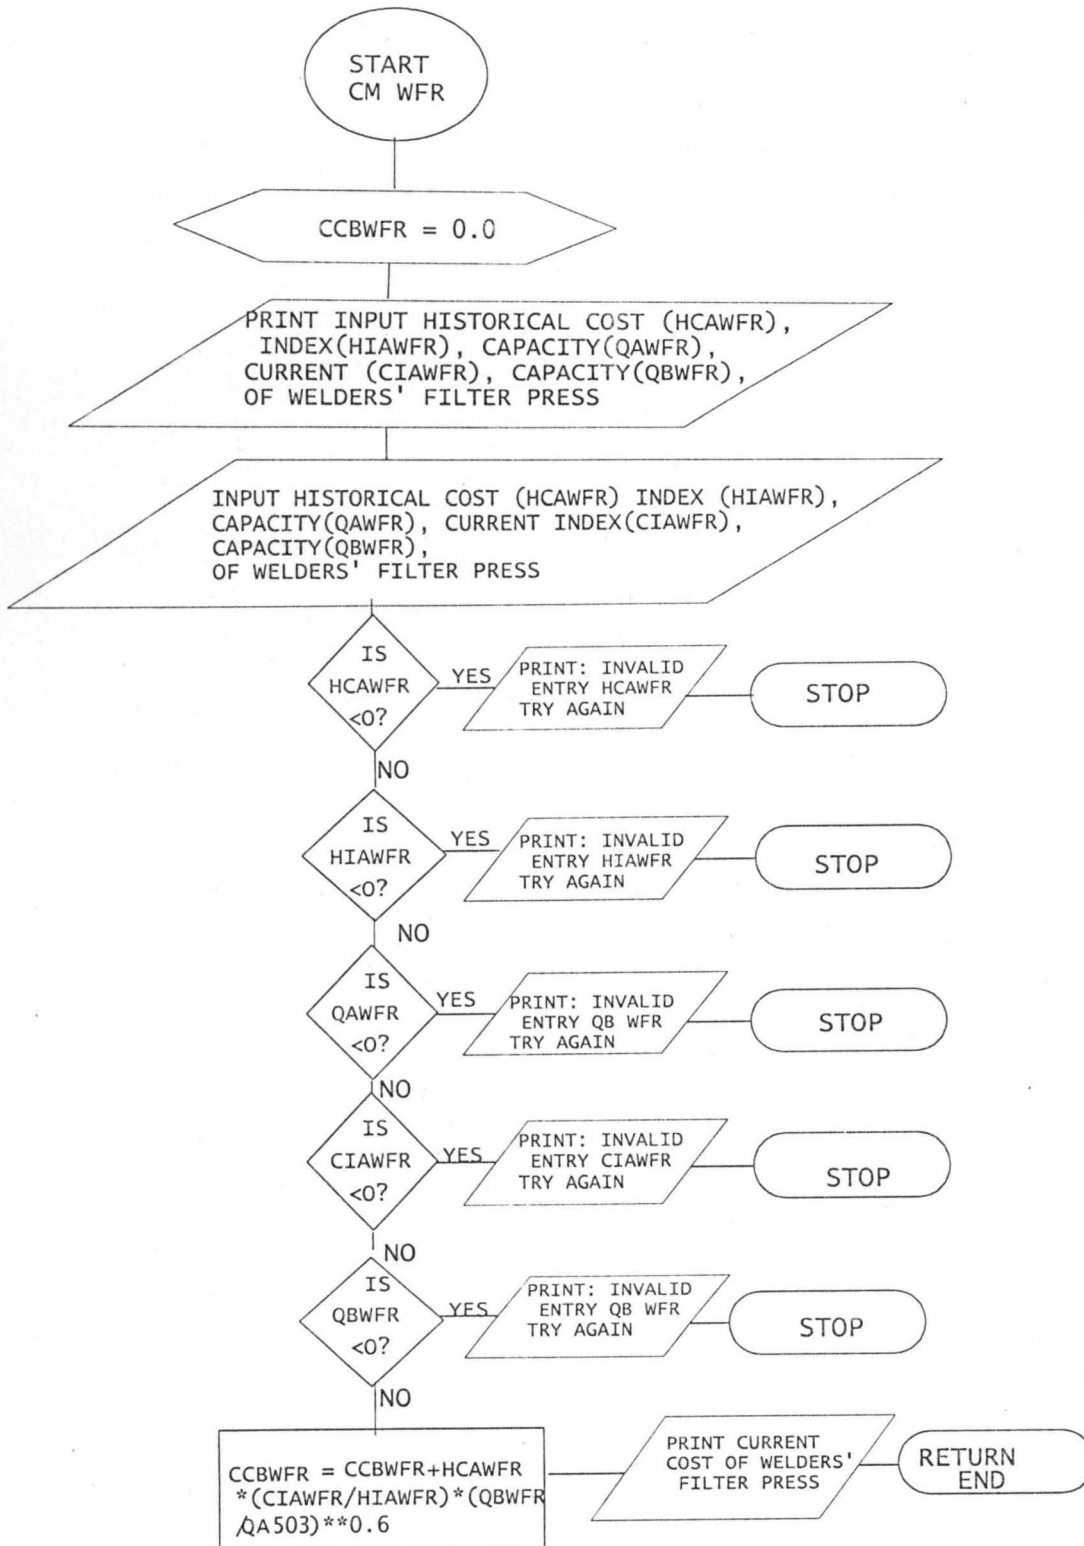 START
CM WFR
CCBWFR = 0.0
PRINT INPUT HISTORICAL COST (HCAWFR),
INDEX(HIAWFR), CAPACITY(QAWFR),
CURRENT (CIAWFR), CAPACITY(QBWFR),
OF WELDERS' FILTER PRESS
INPUT HISTORICAL COST (HCAWFR) INDEX (HIAWFR),
CAPACITY(QAWFR), CURRENT INDEX(CIAWFR),
CAPACITY(QBWFR),
OF WELDERS' FILTER PRESS
IS
HCAWFR
<0?
YES
PRINT: INVALID
ENTRY HCAWFR
TRY AGAIN
STOP
NO
IS
HIAWFR
<0?
YES
PRINT: INVALID
ENTRY HIAWFR
TRY AGAIN
STOP
NO
IS
QAWFR
<0?
YES
PRINT: INVALID
ENTRY QB WFR
TRY AGAIN
STOP
NO
IS
CIAWFR
<0?
YES
PRINT: INVALID
ENTRY CIAWFR
TRY AGAIN
STOP
NO
IS
QBWFR
<0?
YES
PRINT: INVALID
ENTRY QB WFR
TRY AGAIN
STOP
NO
CCBWFR = CCBWFR+HCAWFR
*(CIAWFR/HIAWFR)*(QBWFR
/QA503)**0.6
PRINT CURRENT
COST OF WELDERS'
FILTER PRESS
RETURN
END